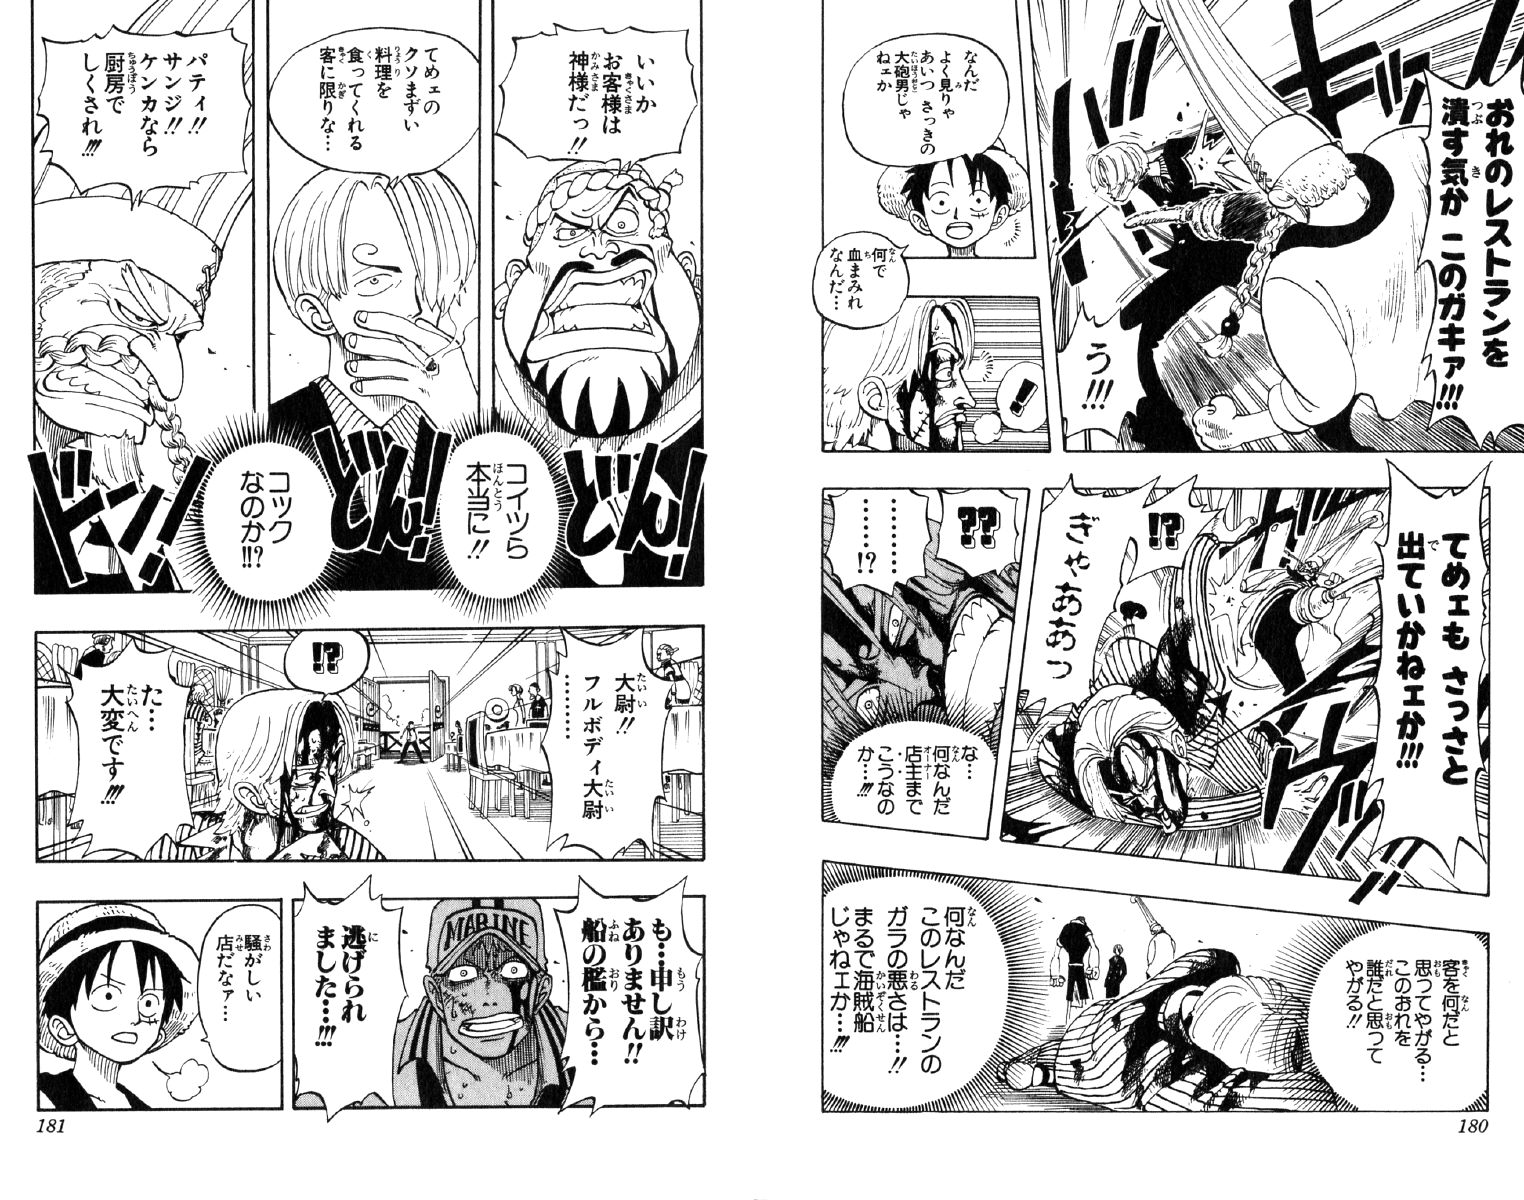 おれのレストランを
潰す気か このガキァ!!!
う!!!
なんだ
よく見りゃ
あいつ さっきの
大砲男じゃ
ねェか
何で
血まみれ
なんだ…
!
てめェも さっさと
出ていかねェか!!!
!?
ぎゃああっ
??
………
………
!?
な…
何なんだ
店主まで
こうなの
か…!!!
客を何だと
思ってやがる…
このおれを
誰だと思って
やがる!!
何なんだ
このレストランの
ガラの悪さは…!!
まるで海賊船
じゃねェか…!!!
180
いいか
お客様は
神様だっ!!
どん!
てめェの
クソまずい
料理を
食ってくれる
客に限りな…
どん!
パティ!!
サンジ!!
ケンカなら
厨房で
しくされ!!!
ドン!!
コイツら
本当に!!
コック
なのか!!?
大尉!!
フルボディ大尉
………
!?
た…
大変です!!!
MARINE
も…申し訳
ありません!!
船の檻から…
逃げられ
ました…!!!
騒がしい
店だなァ…
181